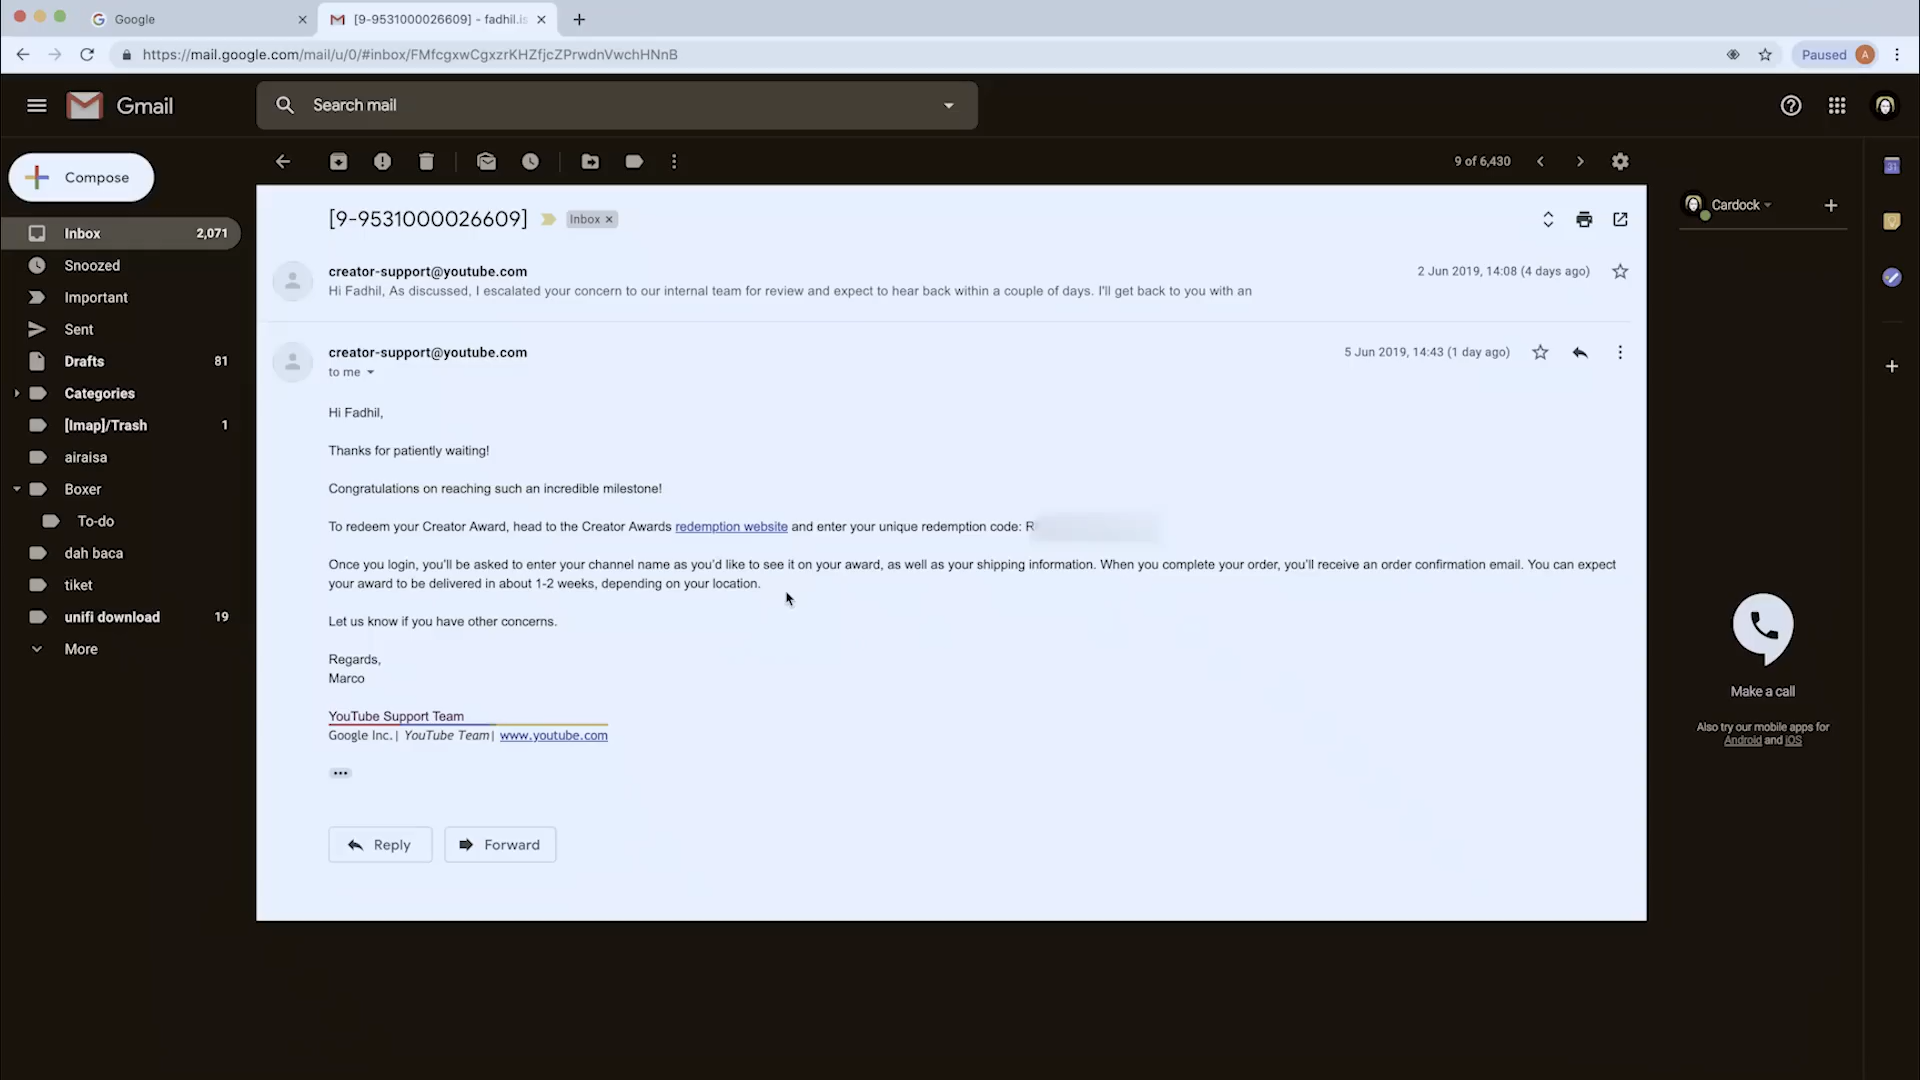 Google
[9-9531000026609] - fadhil.is
https://mail.google.com/mail/u/0/#inbox/FMfcgxwCgxzrKHZfjcZPrwdnVwchHNnB
Paused
A
Gmail
Search mail
Compose
9 of 6,430
Inbox 2,071
Snoozed
Important
Sent
Drafts 81
Categories
[Imap]/Trash 1
airaisa
Boxer
To-do
dah baca
tiket
unifi download 19
More
[9-9531000026609]
Inbox ×
creator-support@youtube.com
2 Jun 2019, 14:08 (4 days ago)
Hi Fadhil, As discussed, I escalated your concern to our internal team for review and expect to hear back within a couple of days. I'll get back to you with an
creator-support@youtube.com
5 Jun 2019, 14:43 (1 day ago)
to me
Hi Fadhil,
Thanks for patiently waiting!
Congratulations on reaching such an incredible milestone!
To redeem your Creator Award, head to the Creator Awards redemption website and enter your unique redemption code: R
Once you login, you'll be asked to enter your channel name as you'd like to see it on your award, as well as your shipping information. When you complete your order, you'll receive an order confirmation email. You can expect
your award to be delivered in about 1-2 weeks, depending on your location.
Let us know if you have other concerns.
Regards,
Marco
YouTube Support Team
Google Inc.| YouTube Team| www.youtube.com
Reply
Forward
Cardock
31
Make a call
Also try our mobile apps for
Android and iOS